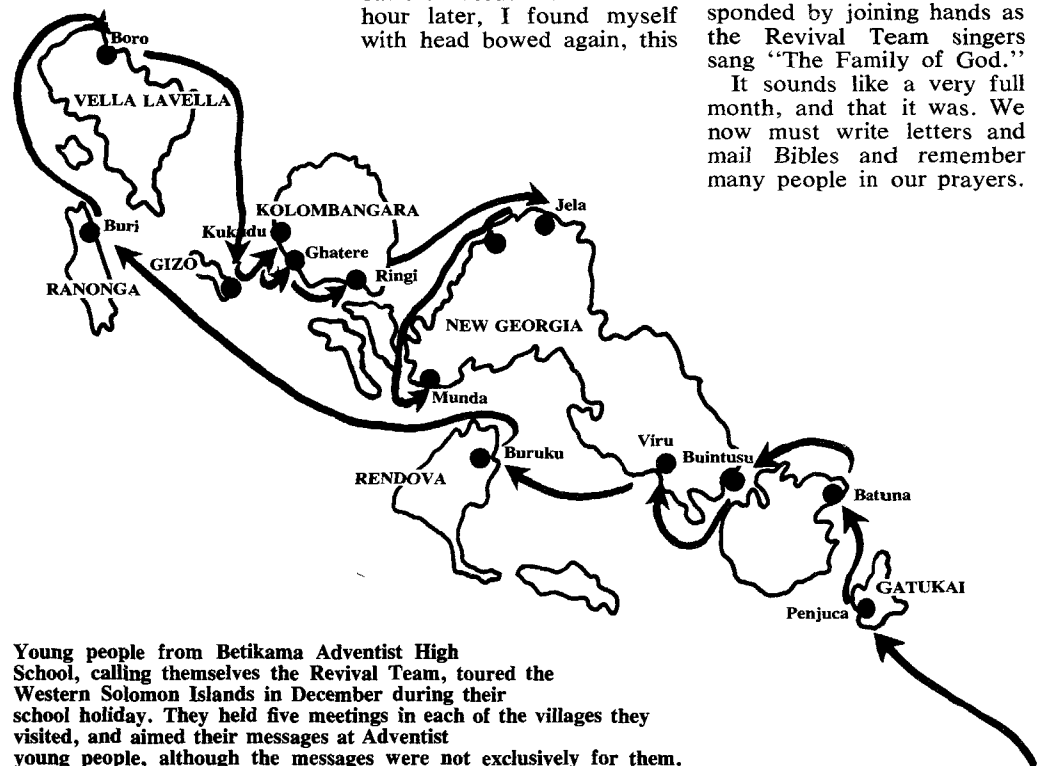 hour later, I found myself
with head bowed again, this
sponded by joining hands as
the Revival Team singers
sang “The Family of God.”
It sounds like a very full
month, and that it was. We
now must write letters and
mail Bibles and remember
many people in our prayers.
Boro
VELLA LAVELLA
KOLOMBANGARA
Jela
Buri
Kukudu
Ghatere
GIZO
Ringi
RANONGA
NEW GEORGIA
Munda
Viru
Buruku
Buintusu
RENDOVA
Batuna
GATUKAI
Penjuca
Young people from Betikama Adventist High
School, calling themselves the Revival Team, toured the
Western Solomon Islands in December during their
school holiday. They held five meetings in each of the villages they
visited, and aimed their messages at Adventist
young people, although the messages were not exclusively for them.